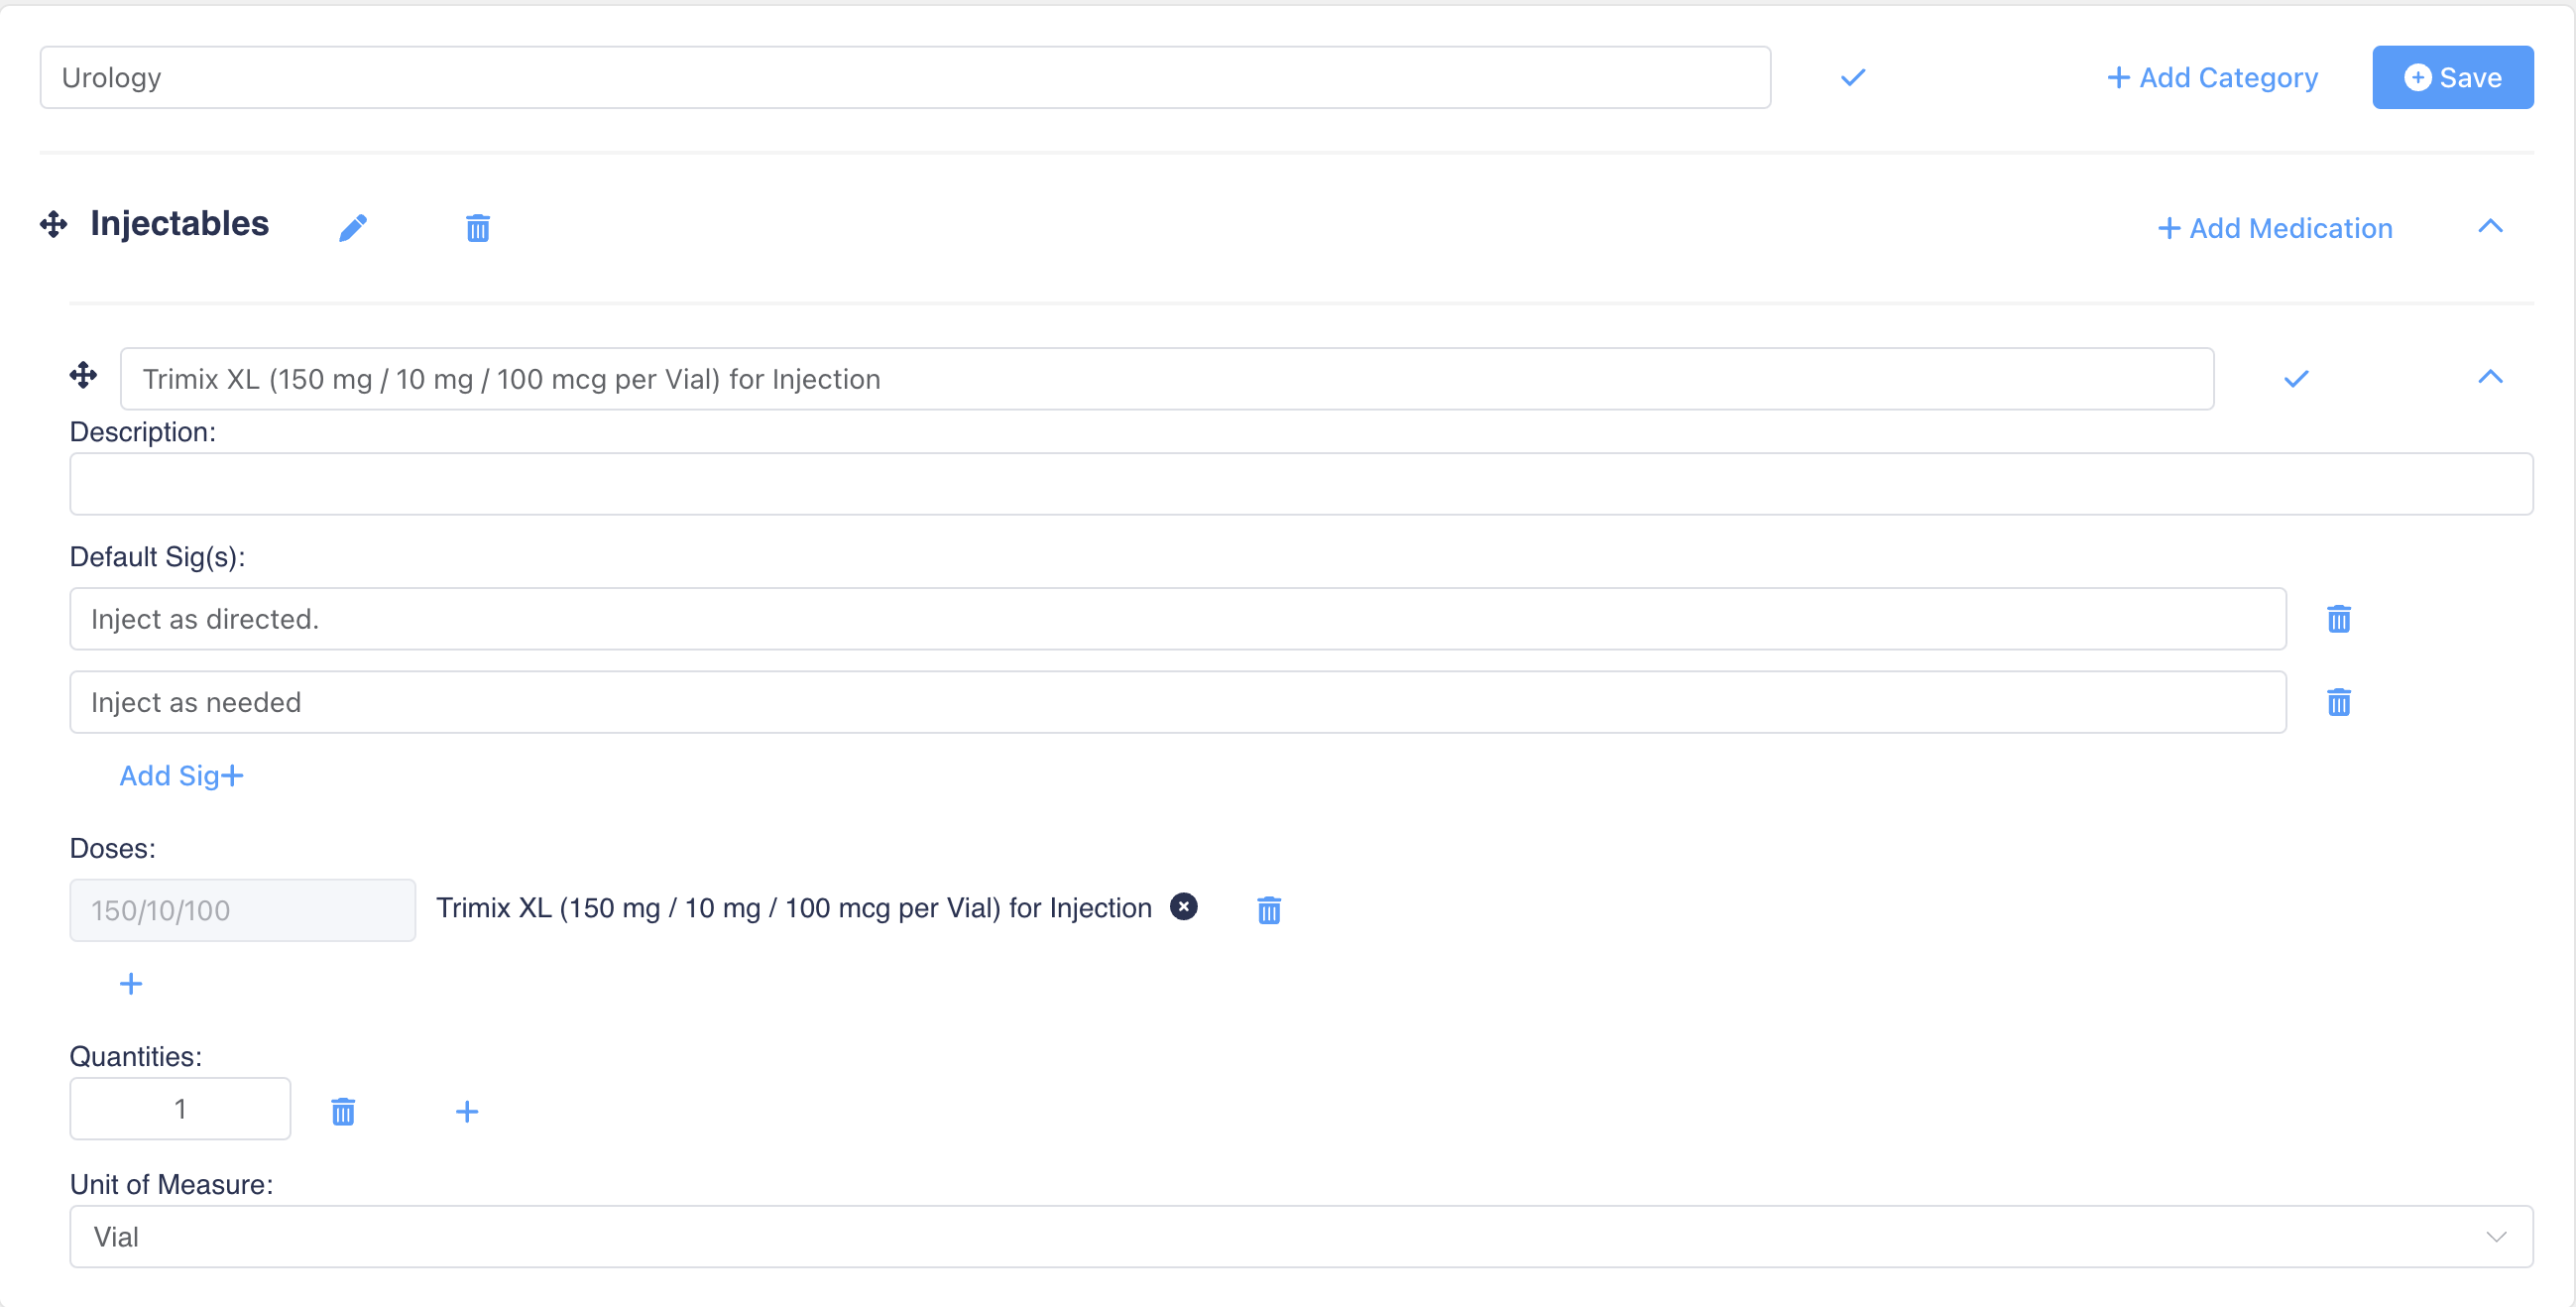 Urology
Add Category
Save
Injectables
Add Medication
Trimix XL (150 mg / 10 mg / 100 mcg per Vial) for Injection
Description:
Default Sig(s):
Inject as directed.
Inject as needed
Add Sig+
Doses:
150/10/100 Trimix XL (150 mg / 10 mg / 100 mcg per Vial) for Injection
Quantities:
1
Unit of Measure:
Vial